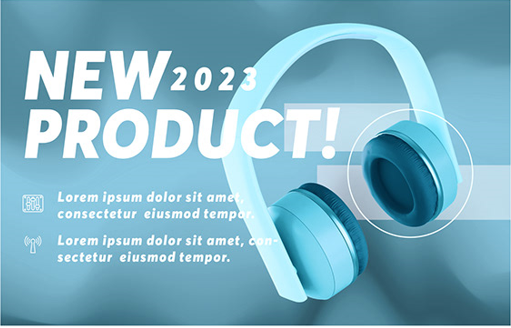 NEW 2023
PRODUCT!
Lorem ipsum dolor sit amet,
consectetur eiusmod tempor.
Lorem ipsum dolor sit amet, con-
sectetur eiusmod tempor.